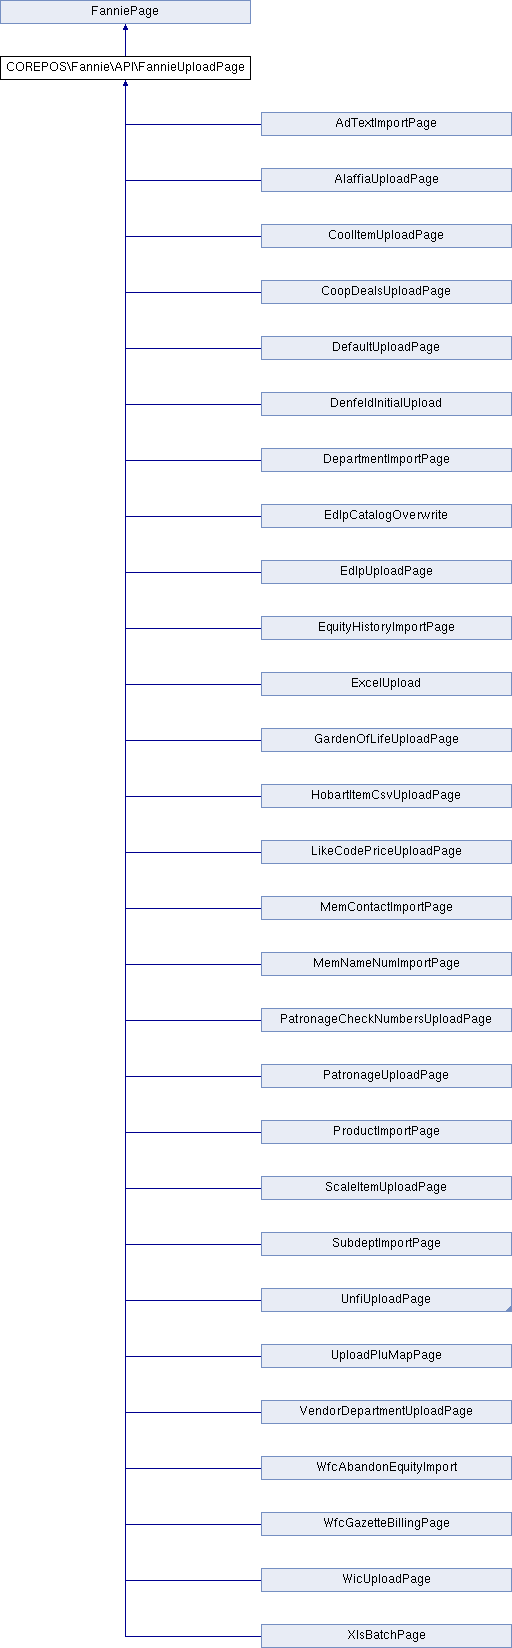 FanniePage
COREPOS\Fannie\API\FannieUploadPage
AdTextImportPage
AlaffiaUploadPage
CoolItemUploadPage
CoopDealsUploadPage
DefaultUploadPage
DenfeldInitialUpload
DepartmentImportPage
EdlpCatalogOverwrite
EdlpUploadPage
EquityHistoryImportPage
ExcelUpload
GardenOfLifeUploadPage
HobartItemCsvUploadPage
LikeCodePriceUploadPage
MemContactImportPage
MemNameNumImportPage
PatronageCheckNumbersUploadPage
PatronageUploadPage
ProductImportPage
ScaleItemUploadPage
SubdeptImportPage
UnfiUploadPage
UploadPluMapPage
VendorDepartmentUploadPage
WfcAbandonEquityImport
WfcGazetteBillingPage
WicUploadPage
XlsBatchPage